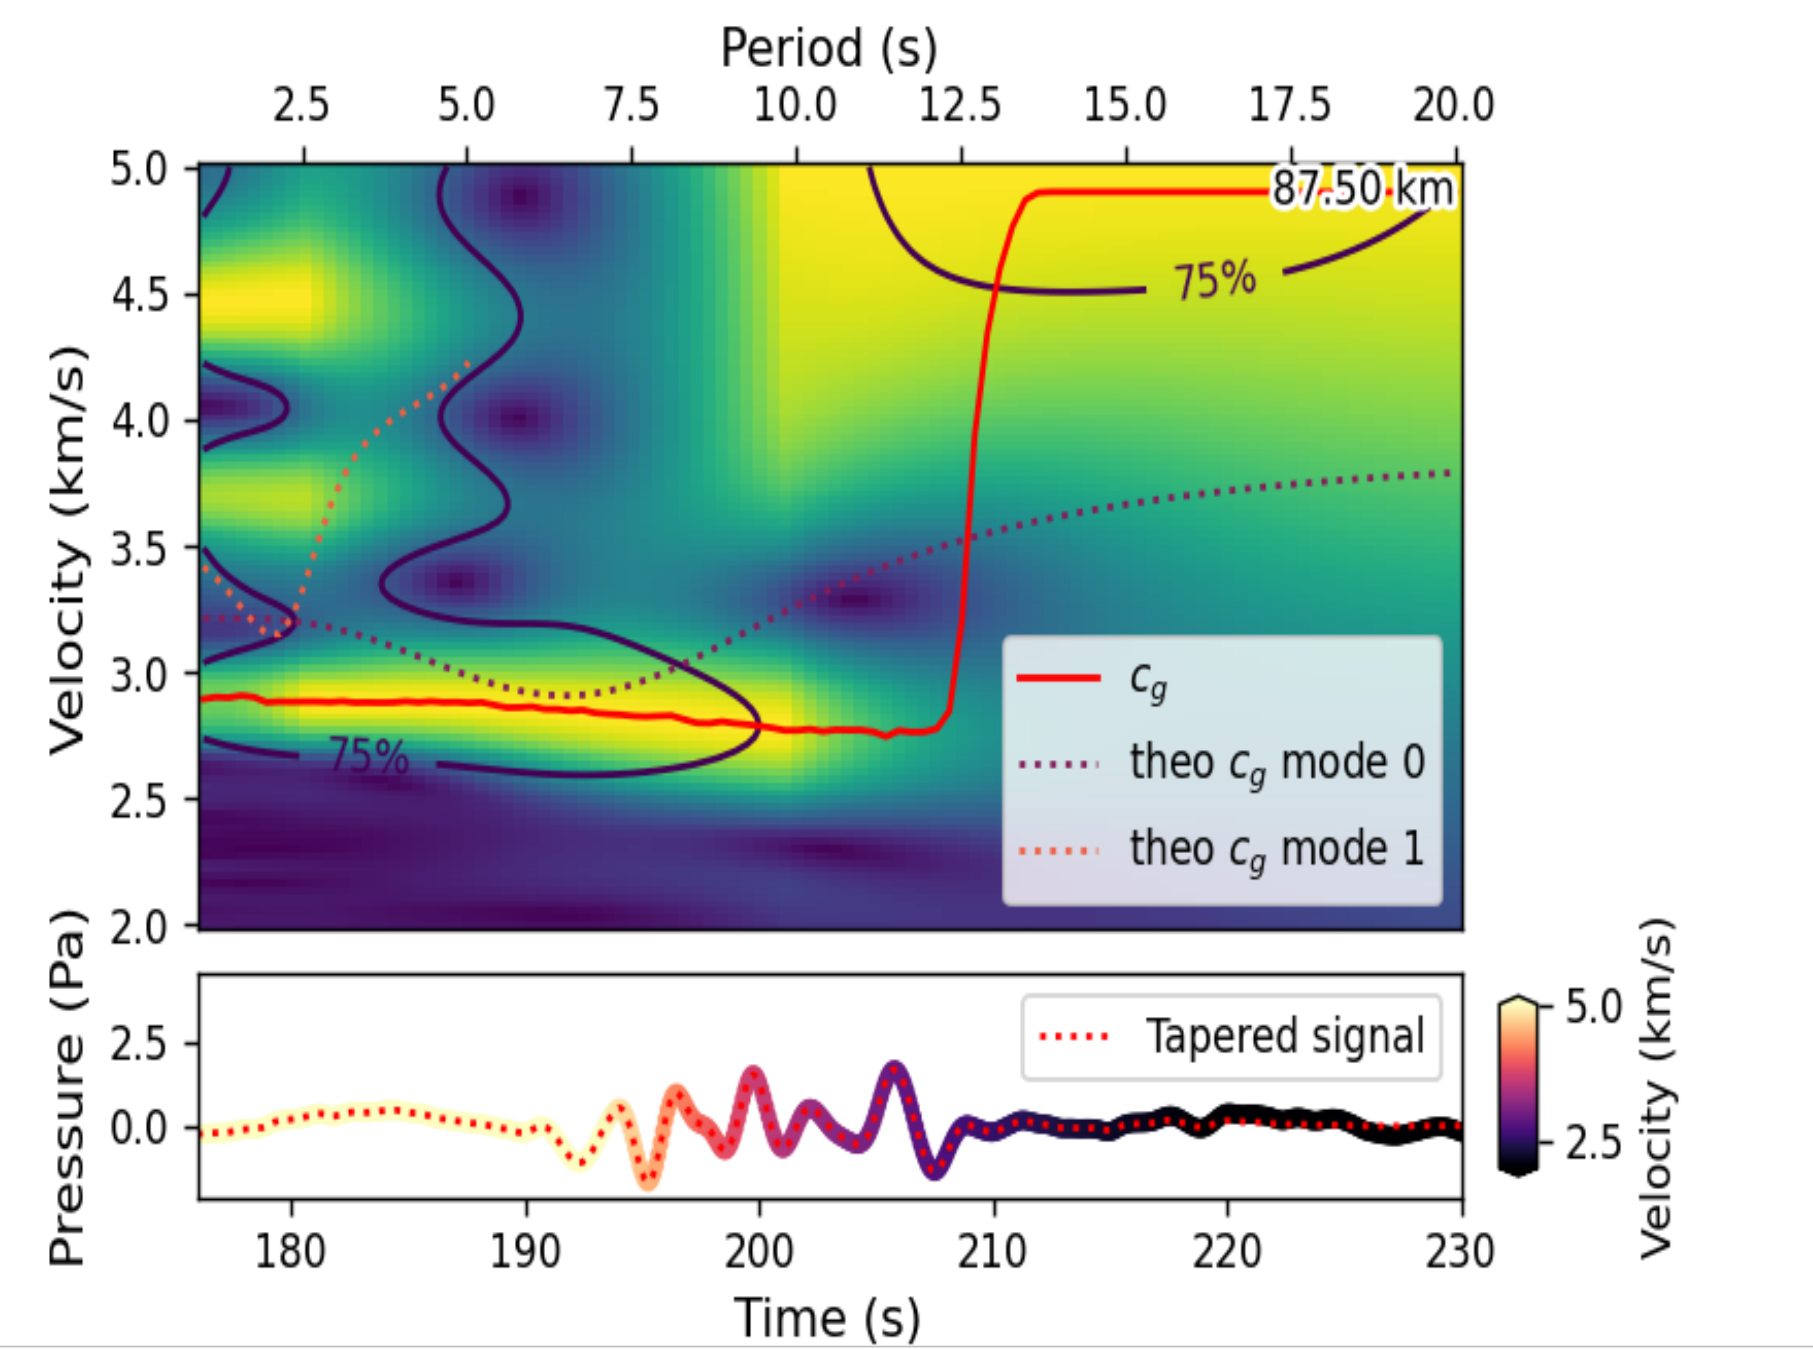 Period (s)
2.5 5.0 7.5 10.0 12.5 15.0 17.5 20.0
Velocity (km/s)
5.0
4.5
4.0
3.5
3.0
2.5
2.0
87.50 km
75%
75%
c_g
theo c_g mode 0
theo c_g mode 1
Pressure (Pa)
2.5
0.0
Tapered signal
180 190 200 210 220 230
Time (s)
5.0
2.5
Velocity (km/s)